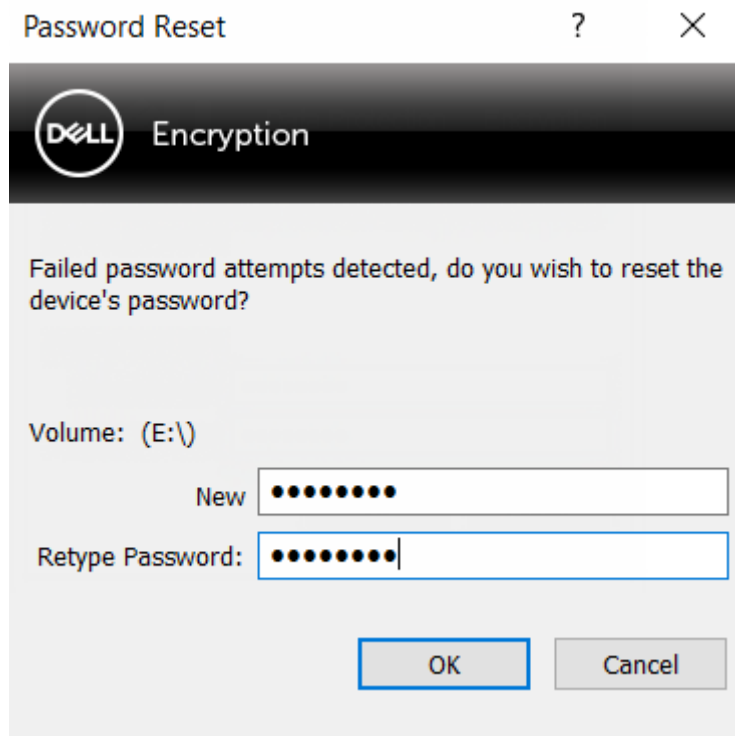 Password Reset ? ×
DELL Encryption
Failed password attempts detected, do you wish to reset the
device's password?
Volume: (E:\)
New ●●●●●●●●
Retype Password: ●●●●●●●●
OK Cancel